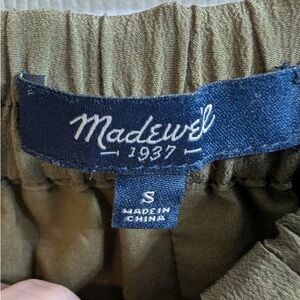 Madewell
— 1937 —
S
MADE IN
CHINA